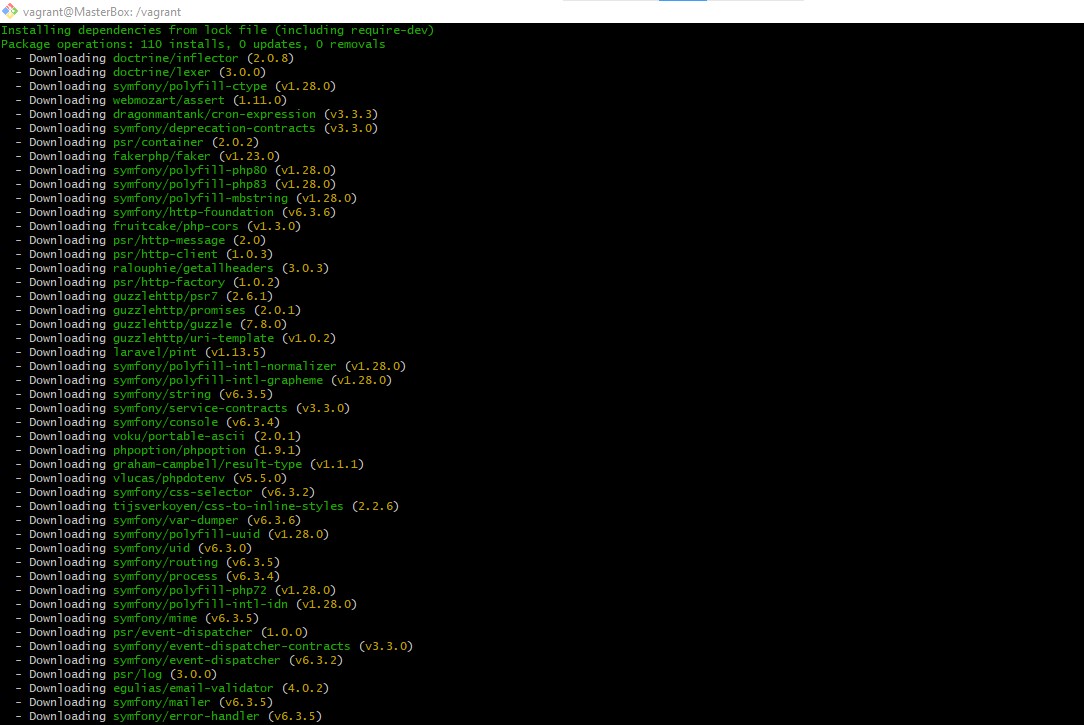 vagrant@MasterBox: /vagrant
Installing dependencies from lock file (including require-dev)
Package operations: 110 installs, 0 updates, 0 removals
- Downloading doctrine/inflector (2.0.8)
- Downloading doctrine/lexer (3.0.0)
- Downloading symfony/polyfill-ctype (v1.28.0)
- Downloading webmozart/assert (1.11.0)
- Downloading dragonmantank/cron-expression (v3.3.3)
- Downloading symfony/deprecation-contracts (v3.3.0)
- Downloading psr/container (2.0.2)
- Downloading fakerphp/faker (v1.23.0)
- Downloading symfony/polyfill-php80 (v1.28.0)
- Downloading symfony/polyfill-php83 (v1.28.0)
- Downloading symfony/polyfill-mbstring (v1.28.0)
- Downloading symfony/http-foundation (v6.3.6)
- Downloading fruitcake/php-cors (v1.3.0)
- Downloading psr/http-message (2.0)
- Downloading psr/http-client (1.0.3)
- Downloading ralouphie/getallheaders (3.0.3)
- Downloading psr/http-factory (1.0.2)
- Downloading guzzlehttp/psr7 (2.6.1)
- Downloading guzzlehttp/promises (2.0.1)
- Downloading guzzlehttp/guzzle (7.8.0)
- Downloading guzzlehttp/uri-template (v1.0.2)
- Downloading laravel/pint (v1.13.5)
- Downloading symfony/polyfill-intl-normalizer (v1.28.0)
- Downloading symfony/polyfill-intl-grapheme (v1.28.0)
- Downloading symfony/string (v6.3.5)
- Downloading symfony/service-contracts (v3.3.0)
- Downloading symfony/console (v6.3.4)
- Downloading voku/portable-ascii (2.0.1)
- Downloading phpoption/phpoption (1.9.1)
- Downloading graham-campbell/result-type (v1.1.1)
- Downloading vlucas/phpdotenv (v5.5.0)
- Downloading symfony/css-selector (v6.3.2)
- Downloading tijsverkoyen/css-to-inline-styles (2.2.6)
- Downloading symfony/var-dumper (v6.3.6)
- Downloading symfony/polyfill-uuid (v1.28.0)
- Downloading symfony/uid (v6.3.0)
- Downloading symfony/routing (v6.3.5)
- Downloading symfony/process (v6.3.4)
- Downloading symfony/polyfill-php72 (v1.28.0)
- Downloading symfony/polyfill-intl-idn (v1.28.0)
- Downloading symfony/mime (v6.3.5)
- Downloading psr/event-dispatcher (1.0.0)
- Downloading symfony/event-dispatcher-contracts (v3.3.0)
- Downloading symfony/event-dispatcher (v6.3.2)
- Downloading psr/log (3.0.0)
- Downloading egulias/email-validator (4.0.2)
- Downloading symfony/mailer (v6.3.5)
- Downloading symfony/error-handler (v6.3.5)